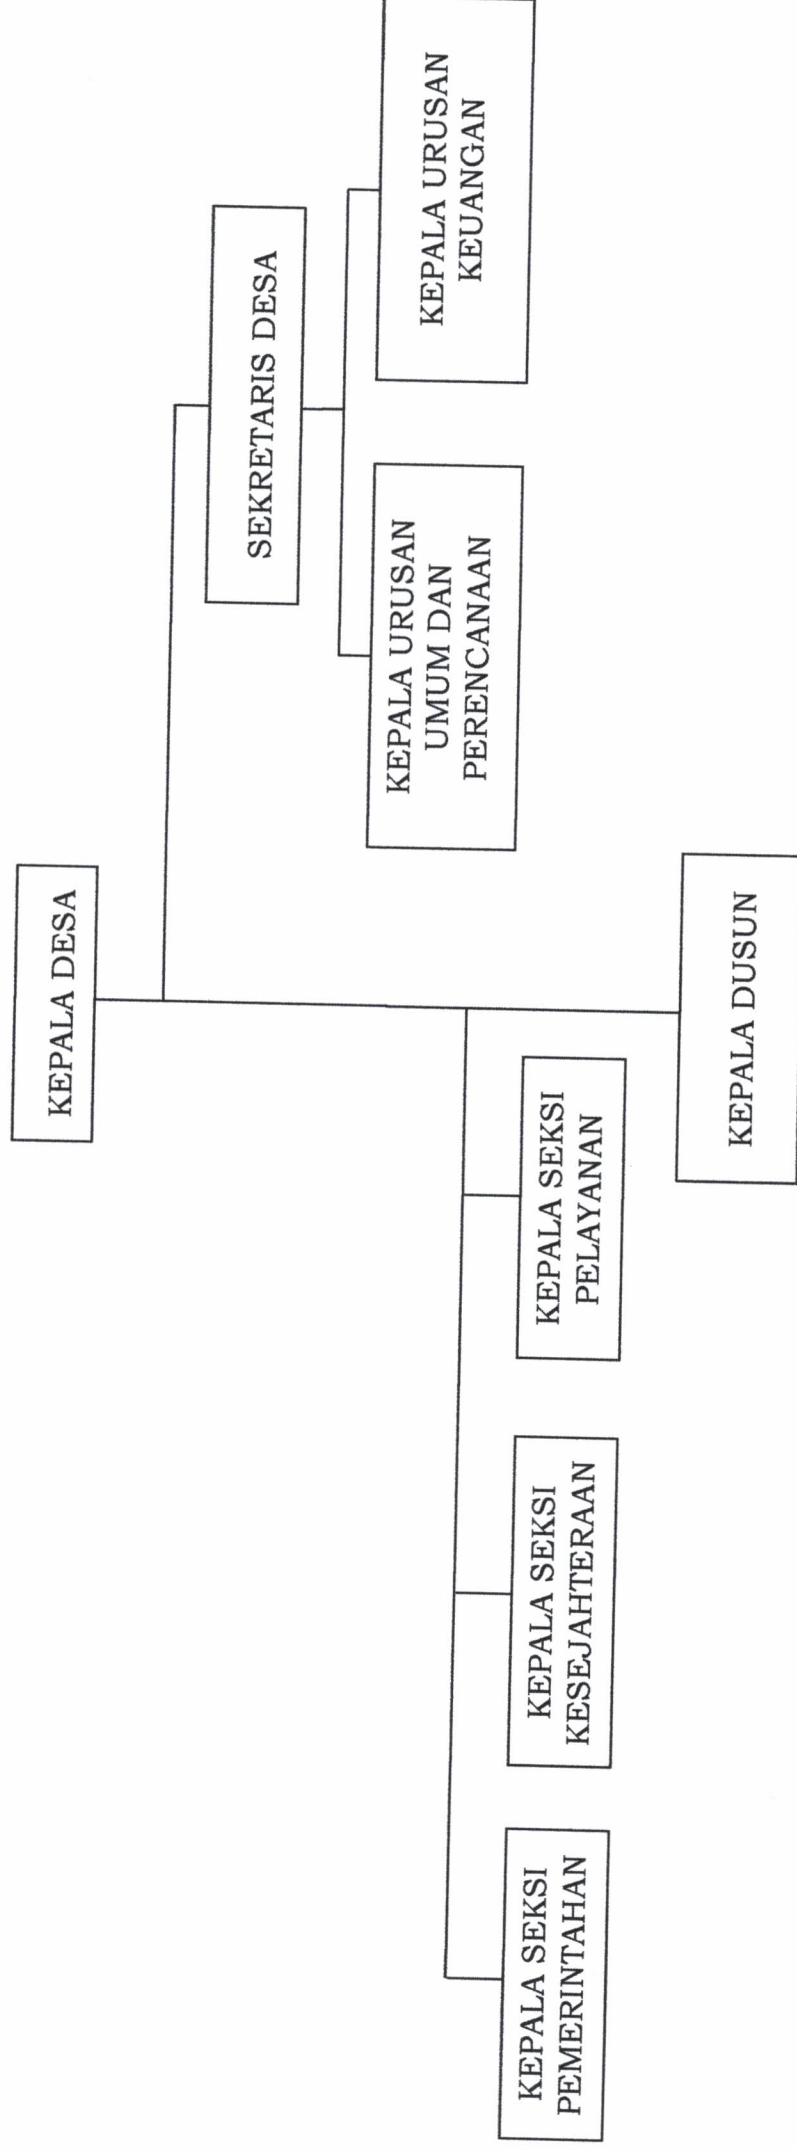 KEPALA DESA
SEKRETARIS DESA
KEPALA URUSAN
UMUM DAN
PERENCANAAN
KEPALA URUSAN
KEUANGAN
KEPALA SEKSI
PEMERINTAHAN
KEPALA SEKSI
KESEJAHTERAAN
KEPALA SEKSI
PELAYANAN
KEPALA DUSUN